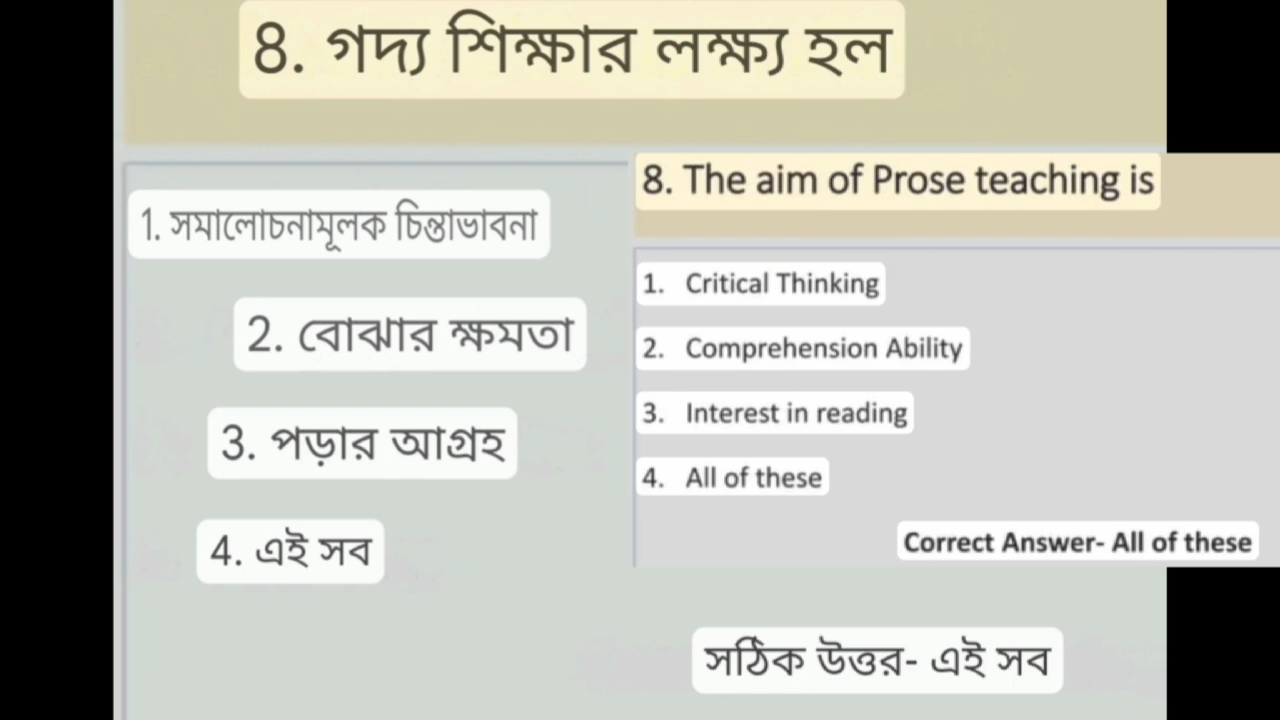 8. গদ্য শিক্ষার লক্ষ্য হল
1. সমালোচনামূলক চিন্তাভাবনা
2. বোঝার ক্ষমতা
3. পড়ার আগ্রহ
4. এই সব
সঠিক উত্তর- এই সব
8. The aim of Prose teaching is
1. Critical Thinking
2. Comprehension Ability
3. Interest in reading
4. All of these
Correct Answer- All of these